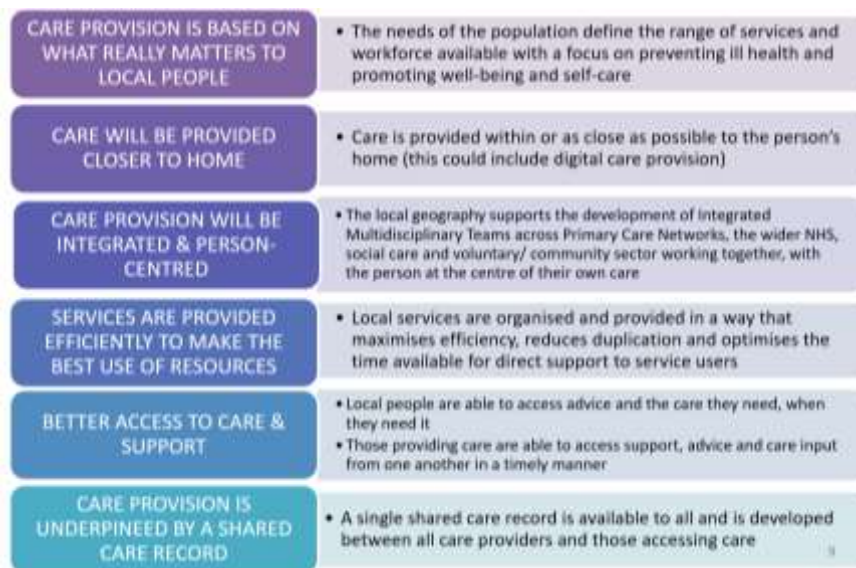 CARE PROVISION IS BASED ON
WHAT REALLY MATTERS TO
LOCAL PEOPLE
• The needs of the population define the range of services and
workforce available with a focus on preventing ill health and
promoting well-being and self-care
CARE WILL BE PROVIDED
CLOSER TO HOME
• Care is provided within or as close as possible to the person's
home (this could include digital care provision)
CARE PROVISION WILL BE
INTEGRATED & PERSON-
CENTRED
• The local geography supports the development of Integrated
Multidisciplinary Teams across Primary Care Networks, the wider NHS,
social care and voluntary/ community sector working together, with
the person at the centre of their own care
SERVICES ARE PROVIDED
EFFICIENTLY TO MAKE THE
BEST USE OF RESOURCES
• Local services are organised and provided in a way that
maximises efficiency, reduces duplication and optimises the
time available for direct support to service users
BETTER ACCESS TO CARE &
SUPPORT
• Local people are able to access advice and the care they need, when
they need it
• Those providing care are able to access support, advice and care input
from one another in a timely manner
CARE PROVISION IS
UNDERPINEED BY A SHARED
CARE RECORD
• A single shared care record is available to all and is developed
between all care providers and those accessing care